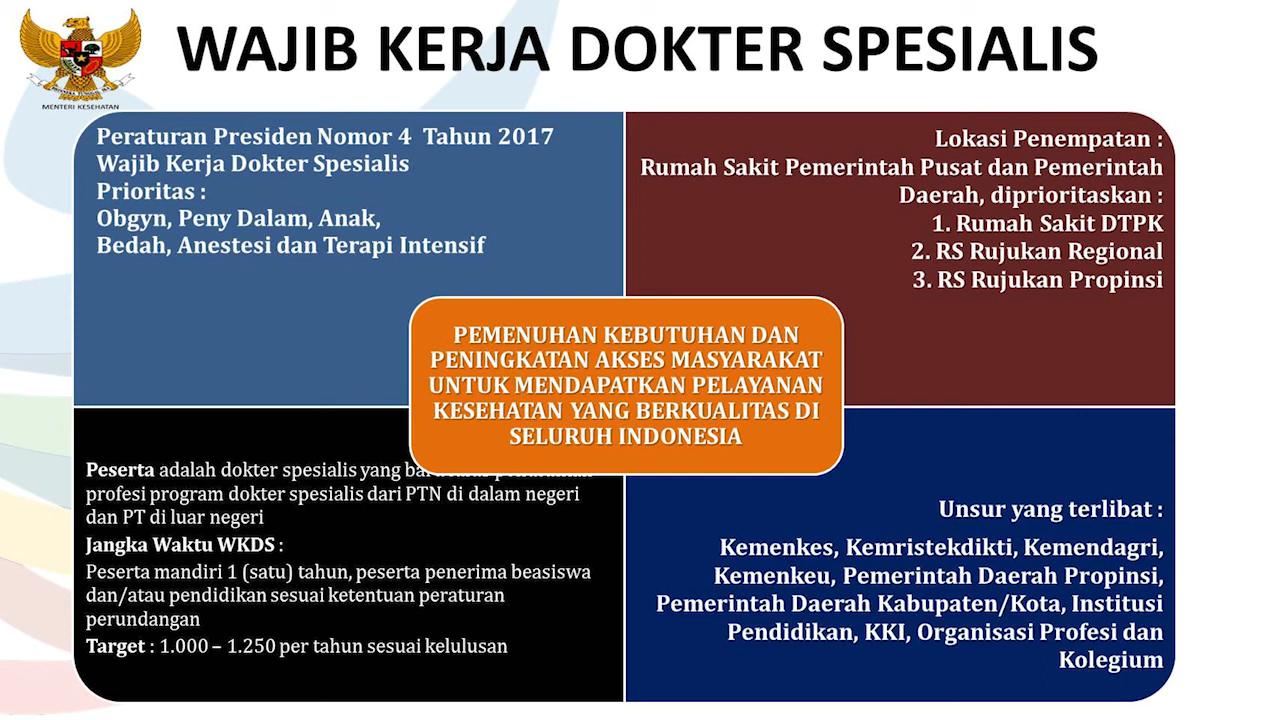 WAJIB KERJA DOKTER SPESIALIS
MENTERI KESEHATAN
Peraturan Presiden Nomor 4 Tahun 2017
Wajib Kerja Dokter Spesialis
Prioritas :
Obgyn, Peny Dalam, Anak,
Bedah, Anestesi dan Terapi Intensif
Lokasi Penempatan :
Rumah Sakit Pemerintah Pusat dan Pemerintah
Daerah, diprioritaskan :
1. Rumah Sakit DTPK
2. RS Rujukan Regional
3. RS Rujukan Propinsi
PEMENUHAN KEBUTUHAN DAN
PENINGKATAN AKSES MASYARAKAT
UNTUK MENDAPATKAN PELAYANAN
KESEHATAN YANG BERKUALITAS DI
SELURUH INDONESIA
Peserta adalah dokter spesialis yang
profesi program dokter spesialis dari PTN di dalam negeri
dan PT di luar negeri
Jangka Waktu WKDS :
Peserta mandiri 1 (satu) tahun, peserta penerima beasiswa
dan/atau pendidikan sesuai ketentuan peraturan
perundangan
Target : 1.000 – 1.250 per tahun sesuai kelulusan
Unsur yang terlibat :
Kemenkes, Kemristekdikti, Kemendagri,
Kemenkeu, Pemerintah Daerah Propinsi,
Pemerintah Daerah Kabupaten/Kota, Institusi
Pendidikan, KKI, Organisasi Profesi dan
Kolegium